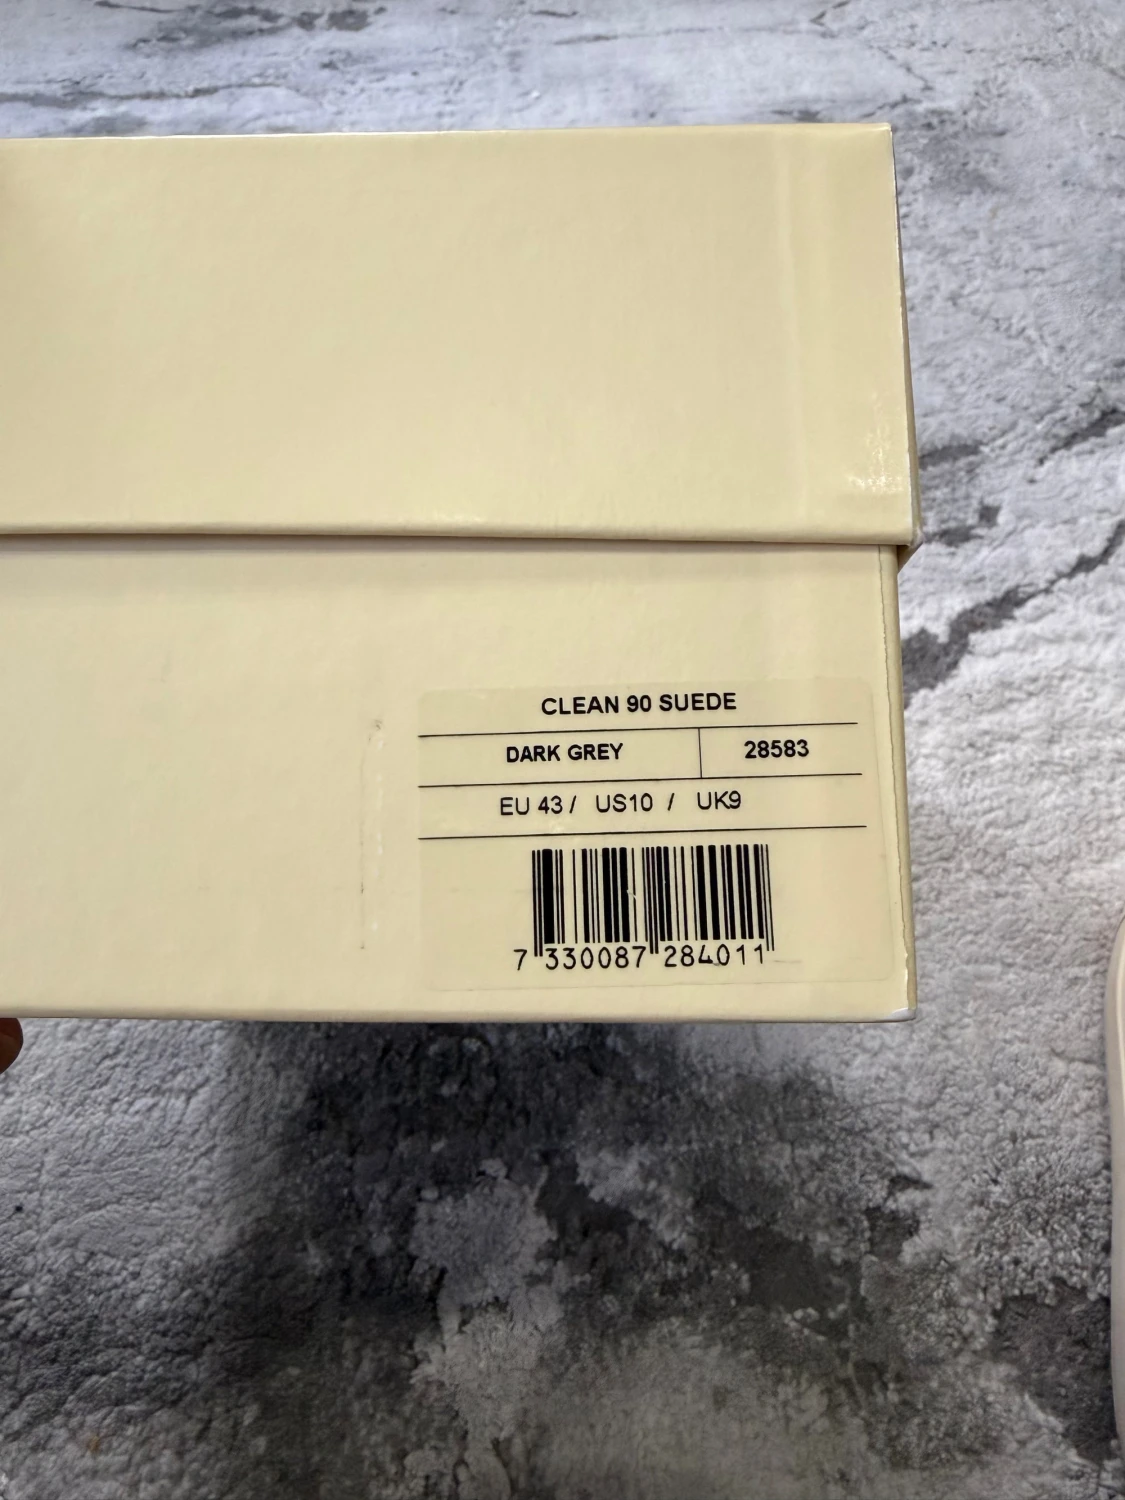 CLEAN 90 SUEDE
DARK GREY 28583
EU 43 / US10 / UK9
7 330087 284011